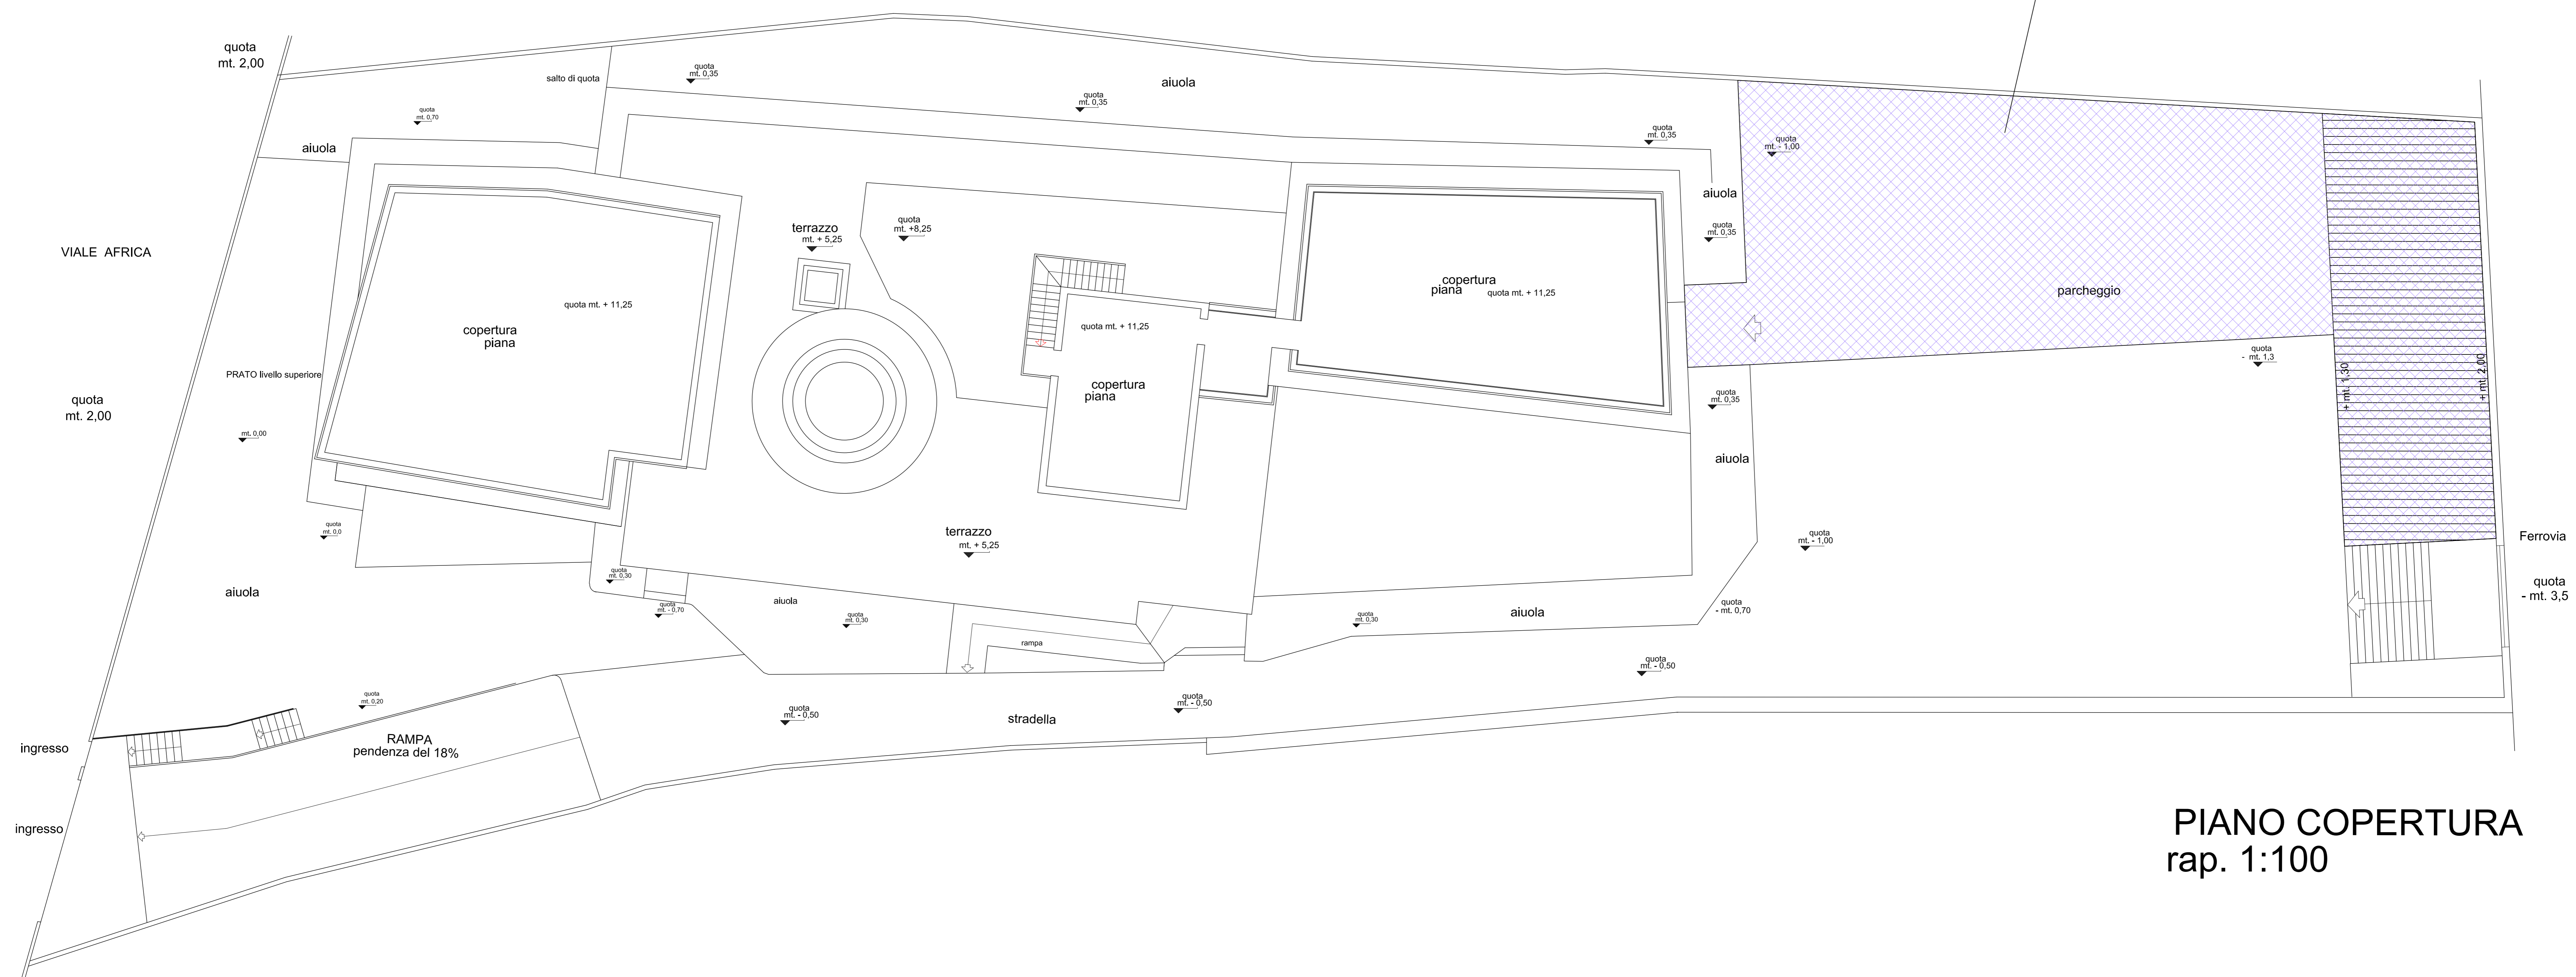 quota
mt. 2,00
salto di quota
quota
mt. 0,35
aiuola
quota
mt. 0,35
quota
mt. 0,70
aiuola
quota
mt. 0,35
quota
mt. - 1,00
aiuola
quota
mt. 0,35
VIALE AFRICA
terrazzo
mt. + 5,25
quota
mt. +8,25
quota mt. + 11,25
copertura
piana
quota mt. + 11,25
copertura
piana
quota mt. + 11,25
copertura
piana
parcheggio
quota
- mt. 1,3
+ mt. 1,30
+ mt. 2,00
PRATO livello superiore
quota
mt. 2,00
mt. 0,00
quota
mt. 0,35
aiuola
quota
mt. 0,0
terrazzo
mt. + 5,25
quota
mt. - 1,00
Ferrovia
quota
- mt. 3,5
aiuola
quota
mt. 0,30
quota
mt. - 0,70
aiuola
quota
mt. 0,30
rampa
quota
mt. 0,30
aiuola
quota
- mt. 0,70
quota
mt. - 0,50
quota
mt. 0,20
quota
mt. - 0,50
stradella
quota
mt. - 0,50
ingresso
RAMPA
pendenza del 18%
ingresso
PIANO COPERTURA
rap. 1:100